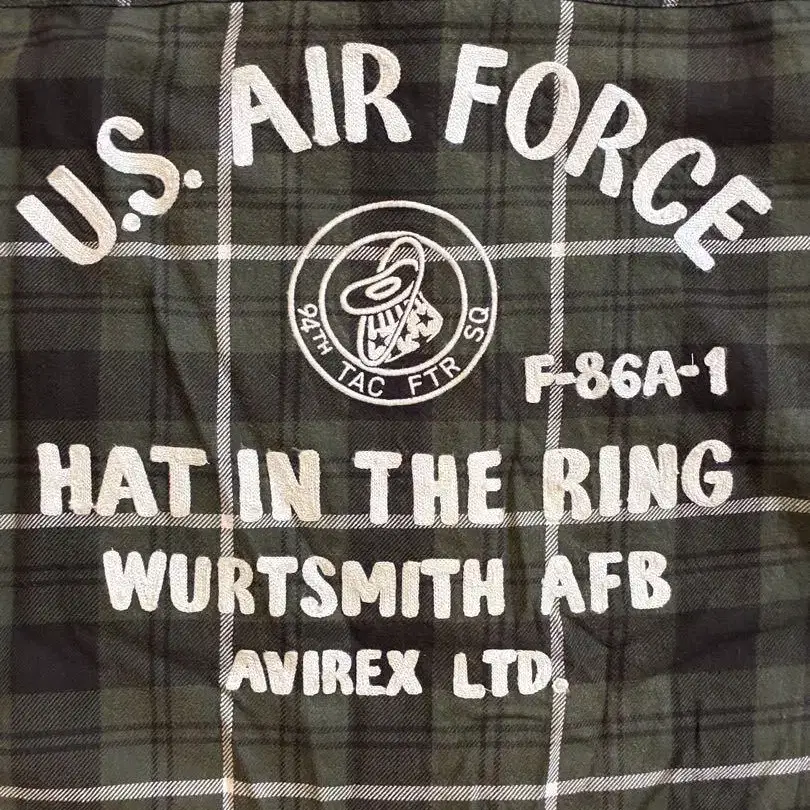 U.S. AIR FORCE
94TH TAC FTR SQ
F-86A-1
HAT IN THE RING
WURTSMITH AFB
AVIREX LTD.